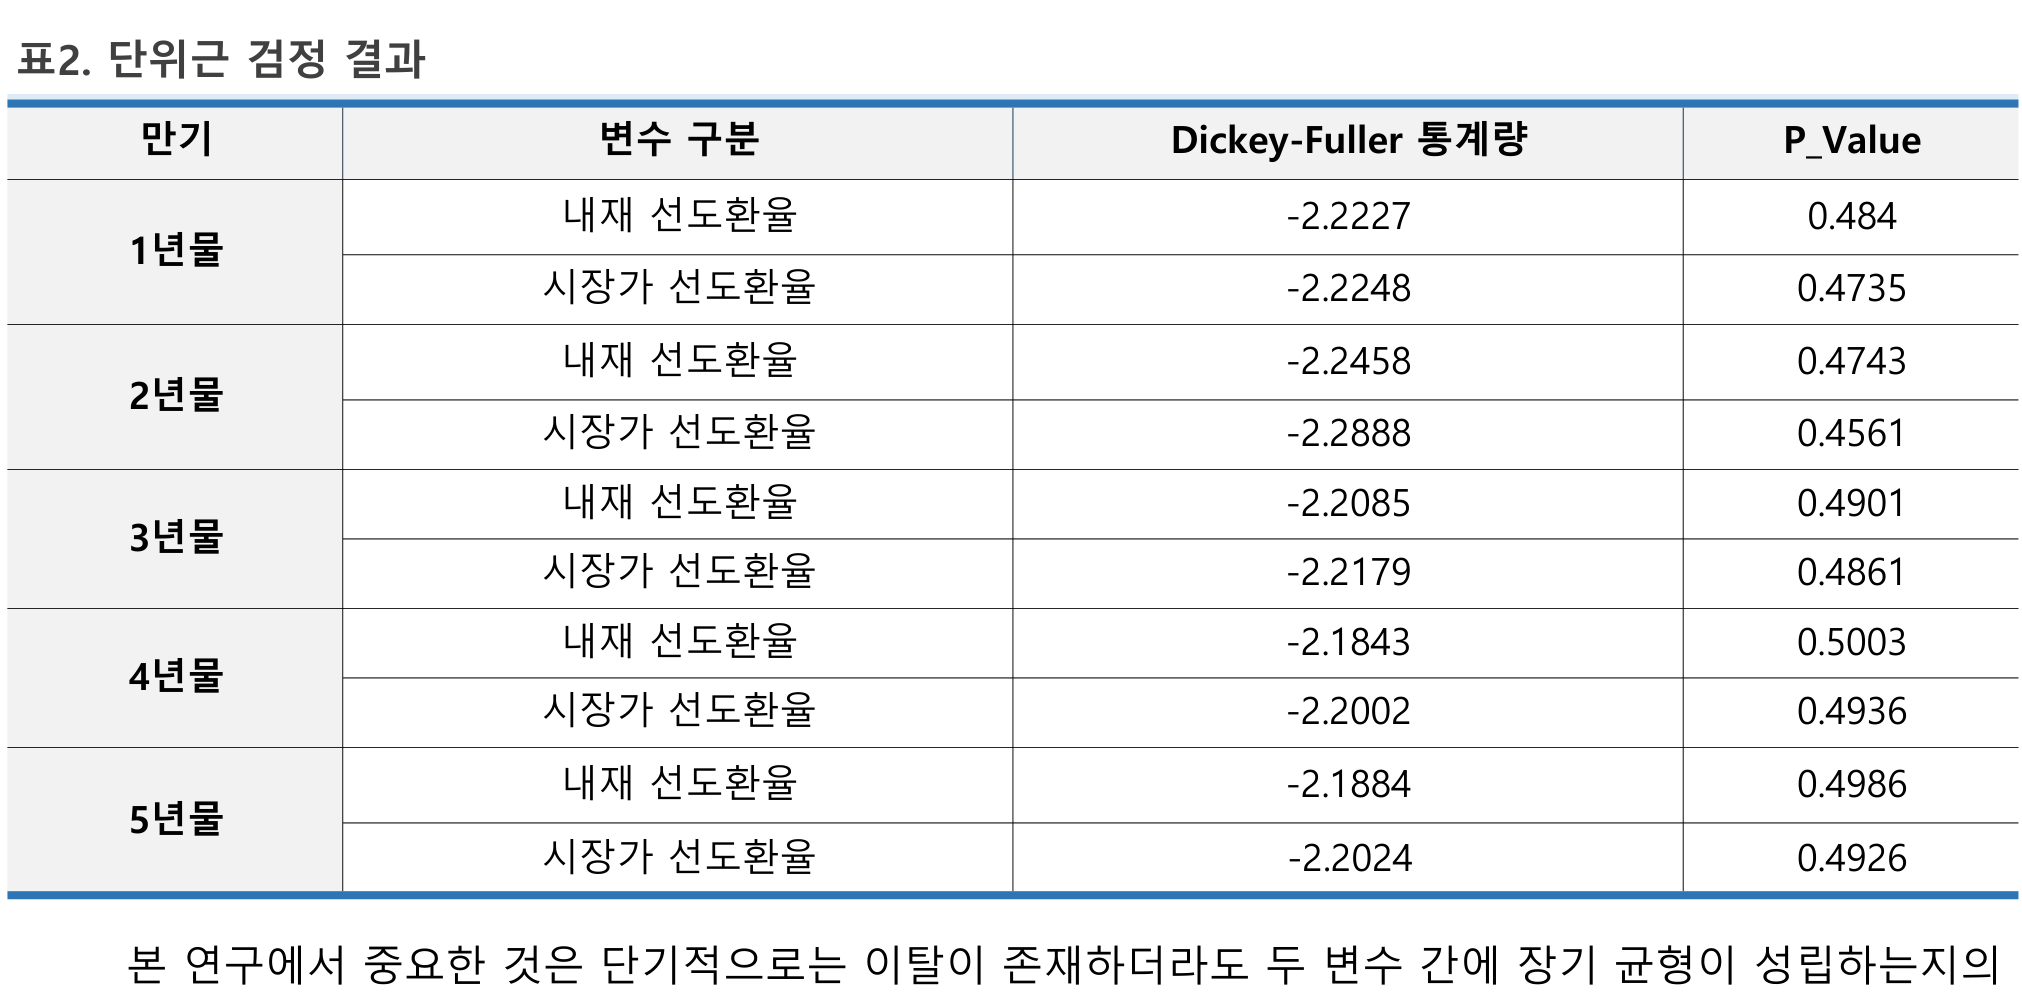 표2. 단위근 검정 결과
만기 변수 구분 Dickey-Fuller 통계량 P_Value
1년물 내재 선도환율 -2.2227 0.484
시장가 선도환율 -2.2248 0.4735
2년물 내재 선도환율 -2.2458 0.4743
시장가 선도환율 -2.2888 0.4561
3년물 내재 선도환율 -2.2085 0.4901
시장가 선도환율 -2.2179 0.4861
4년물 내재 선도환율 -2.1843 0.5003
시장가 선도환율 -2.2002 0.4936
5년물 내재 선도환율 -2.1884 0.4986
시장가 선도환율 -2.2024 0.4926
본 연구에서 중요한 것은 단기적으로는 이탈이 존재하더라도 두 변수 간에 장기 균형이 성립하는지의